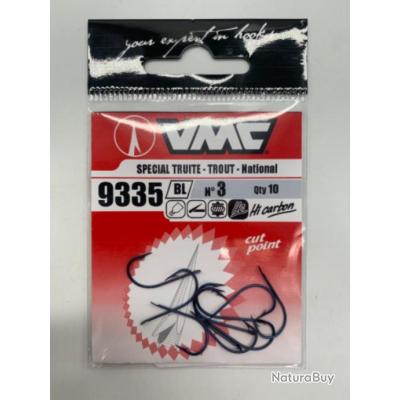 your expert in hooks
VMC
SPECIAL TRUITE - TROUT - National
9335 BL N° 3 Qty 10
Hi carbon
cut
point
NaturaBuy